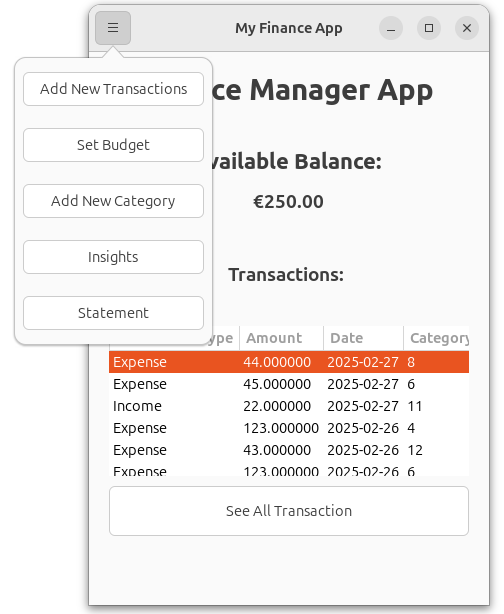 My Finance App
ce Manager App
Add New Transactions
Set Budget
vailable Balance:
Add New Category
€250.00
Insights
Transactions:
Statement
ype Amount Date Category
Expense 44.000000 2025-02-27 8
Expense 45.000000 2025-02-27 6
Income 22.000000 2025-02-27 11
Expense 123.000000 2025-02-26 4
Expense 43.000000 2025-02-26 12
Expense 123.000000 2025-02-26 6
See All Transaction